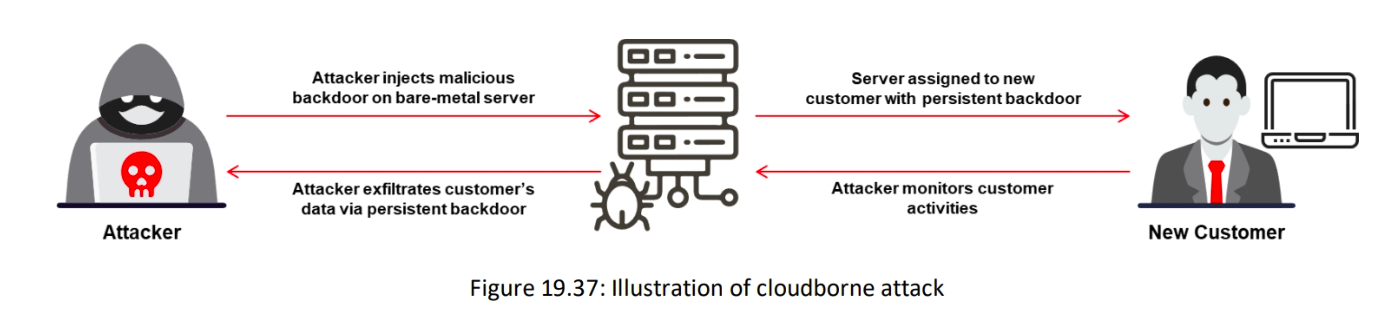 Attacker injects malicious
backdoor on bare-metal server
Server assigned to new
customer with persistent backdoor
Attacker exfiltrates customer's
data via persistent backdoor
Attacker monitors customer
activities
Attacker
New Customer
Figure 19.37: Illustration of cloudborne attack